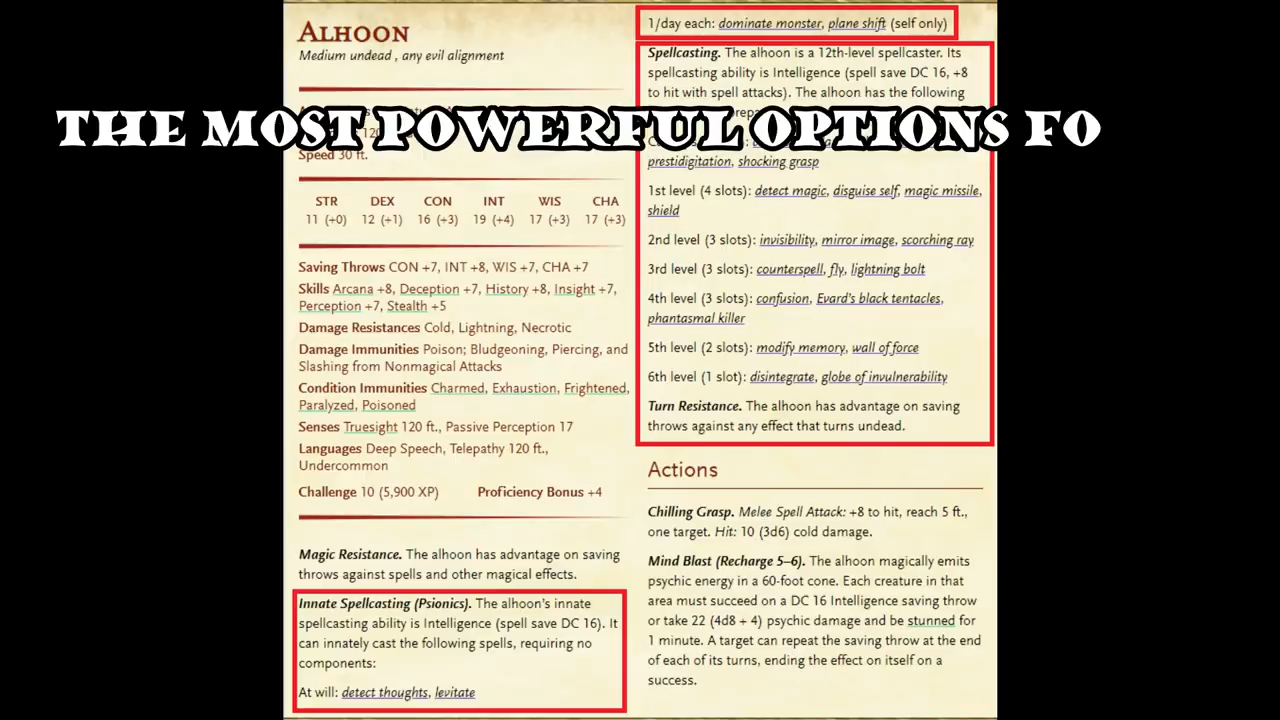 ALHOON
Medium undead , any evil alignment
THE MOST POWERFUL OPTIONS FO
Speed 30 ft.
STR DEX CON INT WIS CHA
11 (+0) 12 (+1) 16 (+3) 19 (+4) 17 (+3) 17 (+3)
Saving Throws CON +7, INT +8, WIS +7, CHA +7
Skills Arcana +8, Deception +7, History +8, Insight +7,
Perception +7, Stealth +5
Damage Resistances Cold, Lightning, Necrotic
Damage Immunities Poison; Bludgeoning, Piercing, and
Slashing from Nonmagical Attacks
Condition Immunities Charmed, Exhaustion, Frightened,
Paralyzed, Poisoned
Senses Truesight 120 ft., Passive Perception 17
Languages Deep Speech, Telepathy 120 ft.,
Undercommon
Challenge 10 (5,900 XP) Proficiency Bonus +4
Magic Resistance. The alhoon has advantage on saving
throws against spells and other magical effects.
Innate Spellcasting (Psionics). The alhoon's innate
spellcasting ability is Intelligence (spell save DC 16). It
can innately cast the following spells, requiring no
components:
At will: detect thoughts, levitate
1/day each: dominate monster, plane shift (self only)
Spellcasting. The alhoon is a 12th-level spellcaster. Its
spellcasting ability is Intelligence (spell save DC 16, +8
to hit with spell attacks). The alhoon has the following
prestidigitation, shocking grasp
1st level (4 slots): detect magic, disguise self, magic missile,
shield
2nd level (3 slots): invisibility, mirror image, scorching ray
3rd level (3 slots): counterspell, fly, lightning bolt
4th level (3 slots): confusion, Evard's black tentacles,
phantasmal killer
5th level (2 slots): modify memory, wall of force
6th level (1 slot): disintegrate, globe of invulnerability
Turn Resistance. The alhoon has advantage on saving
throws against any effect that turns undead.
Actions
Chilling Grasp. Melee Spell Attack: +8 to hit, reach 5 ft.,
one target. Hit: 10 (3d6) cold damage.
Mind Blast (Recharge 5–6). The alhoon magically emits
psychic energy in a 60-foot cone. Each creature in that
area must succeed on a DC 16 Intelligence saving throw
or take 22 (4d8 + 4) psychic damage and be stunned for
1 minute. A target can repeat the saving throw at the end
of each of its turns, ending the effect on itself on a
success.